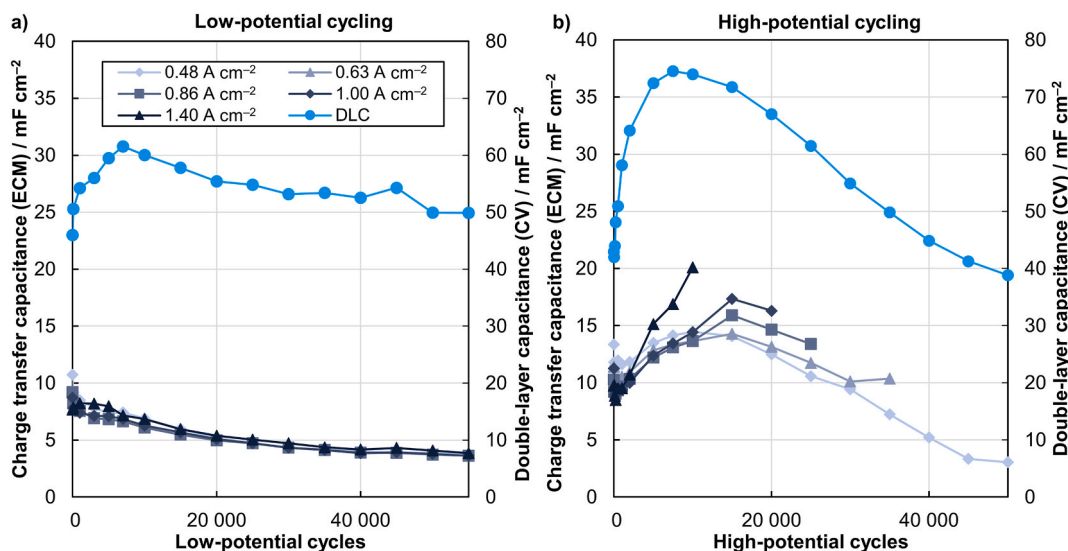 a) Low-potential cycling
Charge transfer capacitance (ECM) / mF cm⁻²
40
35
30
25
20
15
10
5
0
0.48 A cm⁻² 0.63 A cm⁻²
0.86 A cm⁻² 1.00 A cm⁻²
1.40 A cm⁻² DLC
80
70
60
50
40
30
20
10
0
Double-layer capacitance (CV) / mF cm⁻²
0 20 000 40 000
Low-potential cycles
b) High-potential cycling
Charge transfer capacitance (ECM) / mF cm⁻²
40
35
30
25
20
15
10
5
0
80
70
60
50
40
30
20
10
0
Double-layer capacitance (CV) / mF cm⁻²
0 20 000 40 000
High-potential cycles